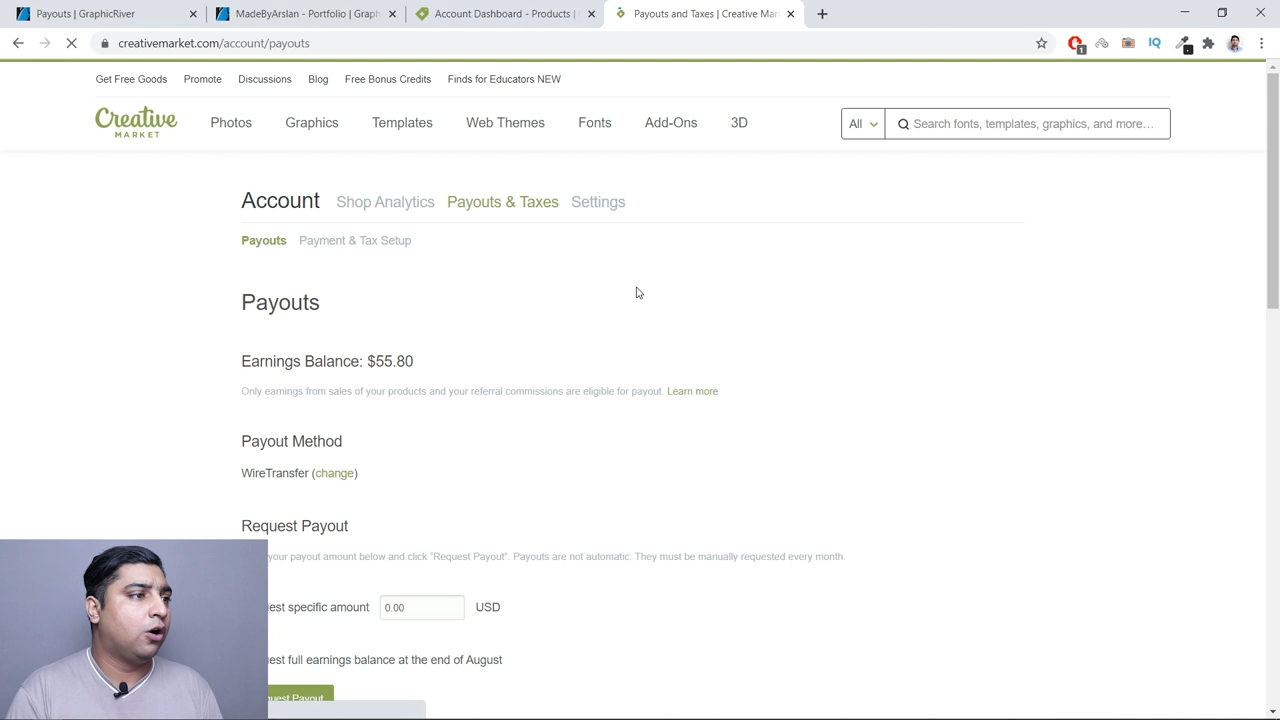 Payouts | GraphicRiver
MadeByArslan - Portfolio | Graph
Account Dashboard - Products |
Payouts and Taxes | Creative Mar
creativemarket.com/account/payouts
1
IQ
Get Free Goods Promote Discussions Blog Free Bonus Credits Finds for Educators NEW
Creative
MARKET
Photos Graphics Templates Web Themes Fonts Add-Ons 3D
All Search fonts, templates, graphics, and more...
Account Shop Analytics Payouts & Taxes Settings
Payouts Payment & Tax Setup
Payouts
Earnings Balance: $55.80
Only earnings from sales of your products and your referral commissions are eligible for payout. Learn more
Payout Method
WireTransfer (change)
Request Payout
your payout amount below and click "Request Payout". Payouts are not automatic. They must be manually requested every month.
est specific amount 0.00 USD
est full earnings balance at the end of August
uest Payout